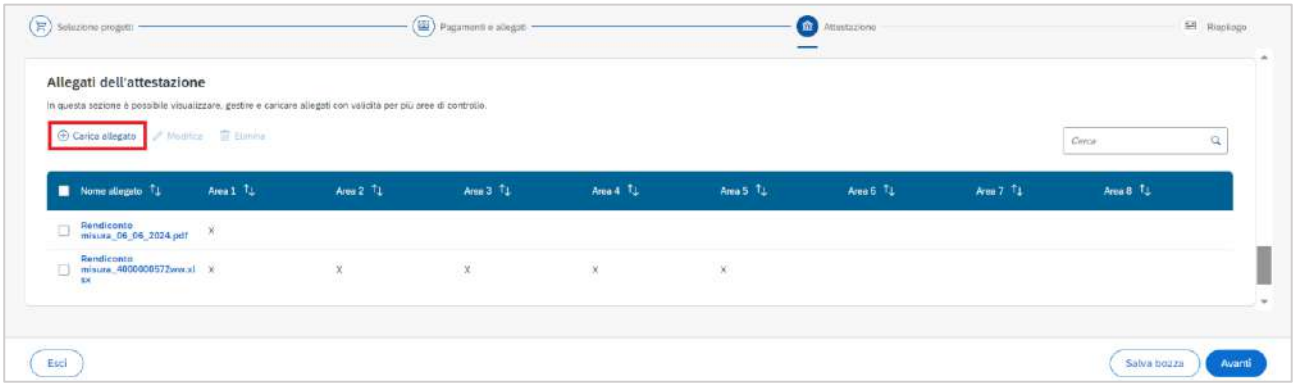 Selezione progetti Pagamenti e allegati Attestazione Riepilogo
Allegati dell'attestazione
In questa sezione è possibile visualizzare, gestire e caricare allegati con validità per più aree di controllo.
Carica allegato Modifica Elimina Cerca
Nome allegato Area 1 Area 2 Area 3 Area 4 Area 5 Area 6 Area 7 Area 8
Rendiconto
misura_06_06_2024.pdf X
Rendiconto
misura_4000000572ww.xl X X X X X
sx
Esci Salva bozza Avanti